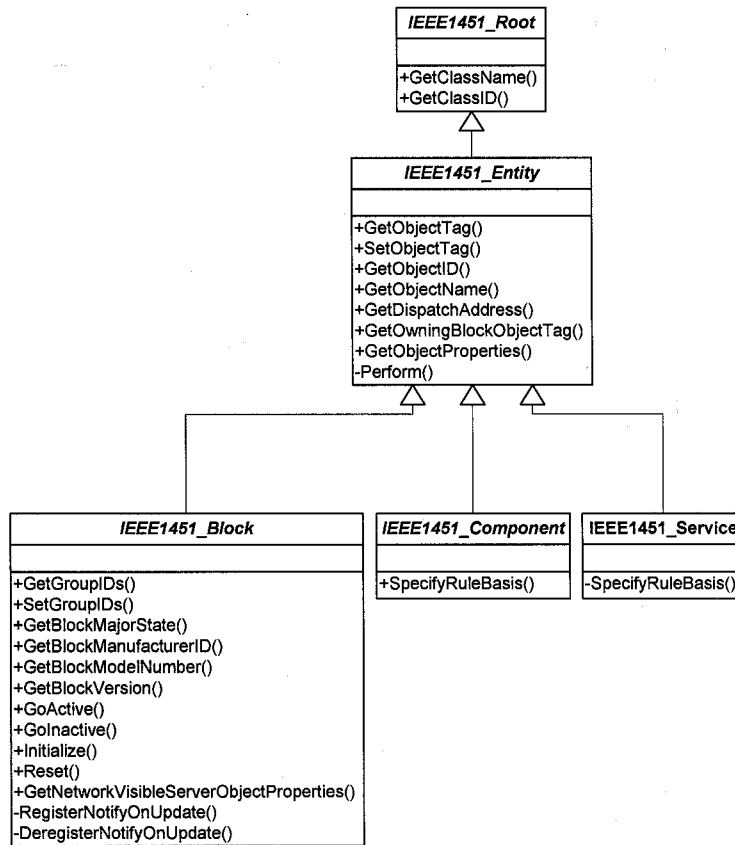 IEEE1451_Root
+GetClassName()
+GetClassID()
IEEE1451_Entity
+GetObjectTag()
+SetObjectTag()
+GetObjectID()
+GetObjectName()
+GetDispatchAddress()
+GetOwningBlockObjectTag()
+GetObjectProperties()
-Perform()
IEEE1451_Block
+GetGroupIDs()
+SetGroupIDs()
+GetBlockMajorState()
+GetBlockManufacturerID()
+GetBlockModelNumber()
+GetBlockVersion()
+GoActive()
+GoInactive()
+Initialize()
+Reset()
+GetNetworkVisibleServerObjectProperties()
-RegisterNotifyOnUpdate()
-DeregisterNotifyOnUpdate()
IEEE1451_Component
+SpecifyRuleBasis()
IEEE1451_Service
-SpecifyRuleBasis()